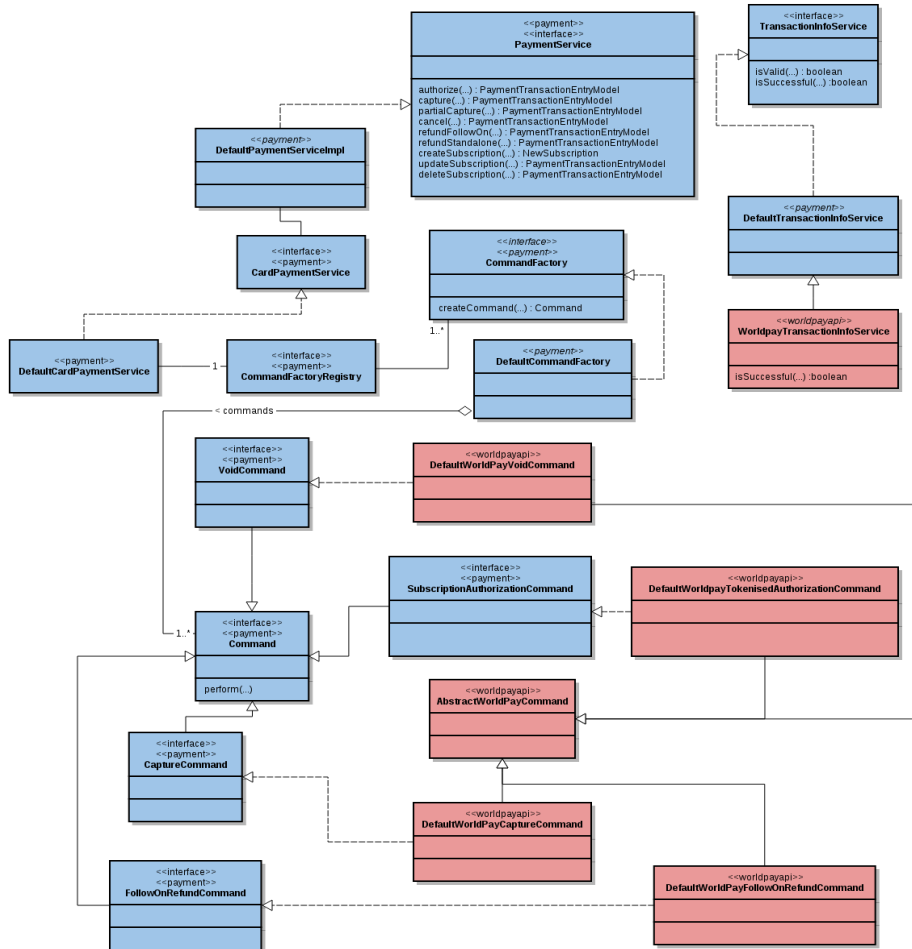 <<payment>>
<<interface>>
PaymentService
authorize(...) : PaymentTransactionEntryModel
capture(...) : PaymentTransactionEntryModel
partialCapture(...) : PaymentTransactionEntryModel
cancel(...) : PaymentTransactionEntryModel
refundFollowOn(...) : PaymentTransactionEntryModel
refundStandalone(...) : PaymentTransactionEntryModel
createSubscription(...) : NewSubscription
updateSubscription(...) : PaymentTransactionEntryModel
deleteSubscription(...) : PaymentTransactionEntryModel
<<interface>>
TransactionInfoService
isValid(...) : boolean
isSuccessful(...) :boolean
<<payment>>
DefaultPaymentServiceImpl
<<payment>>
DefaultTransactionInfoService
<<interface>>
<<payment>>
CardPaymentService
<<interface>>
<<payment>>
CommandFactory
createCommand(...) : Command
1..*
<<worldpayapi>>
WorldpayTransactionInfoService
isSuccessful(...) :boolean
<<payment>>
DefaultCardPaymentService
1
<<interface>>
<<payment>>
CommandFactoryRegistry
<<payment>>
DefaultCommandFactory
< commands
<<interface>>
<<payment>>
VoidCommand
<<worldpayapi>>
DefaultWorldPayVoidCommand
<<interface>>
<<payment>>
SubscriptionAuthorizationCommand
<<worldpayapi>>
DefaultWorldpayTokenisedAuthorizationCommand
1..*
<<interface>>
<<payment>>
Command
perform(...)
<<worldpayapi>>
AbstractWorldPayCommand
<<interface>>
<<payment>>
CaptureCommand
<<worldpayapi>>
DefaultWorldPayCaptureCommand
<<interface>>
<<payment>>
FollowOnRefundCommand
<<worldpayapi>>
DefaultWorldPayFollowOnRefundCommand